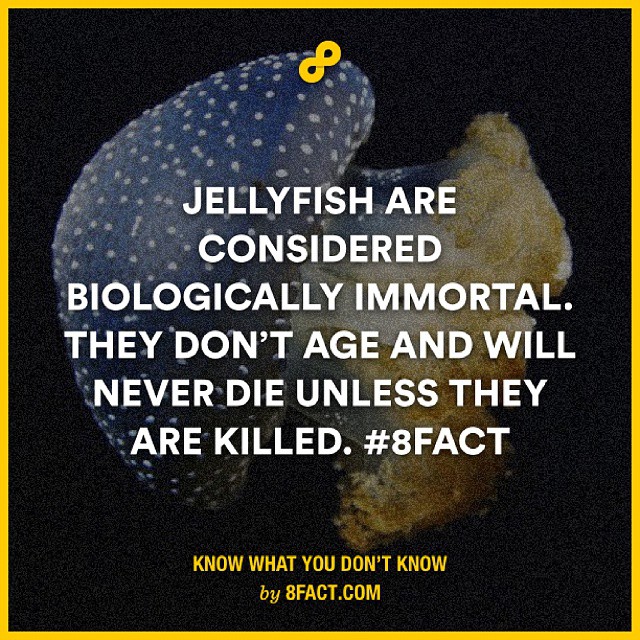 JELLYFISH ARE
CONSIDERED
BIOLOGICALLY IMMORTAL.
THEY DON'T AGE AND WILL
NEVER DIE UNLESS THEY
ARE KILLED. #8FACT
KNOW WHAT YOU DON'T KNOW
by 8FACT.COM